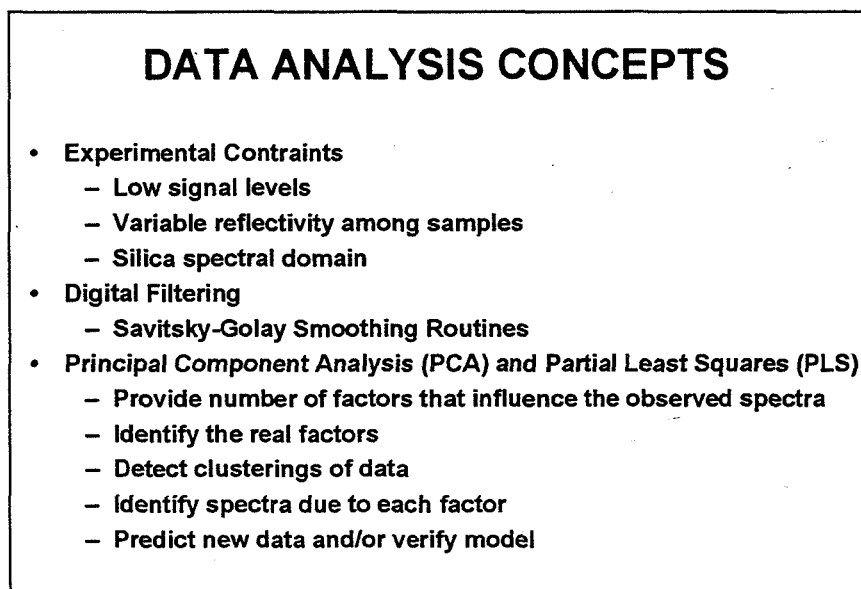 DATA ANALYSIS CONCEPTS
• Experimental Contraints
– Low signal levels
– Variable reflectivity among samples
– Silica spectral domain
• Digital Filtering
– Savitsky-Golay Smoothing Routines
• Principal Component Analysis (PCA) and Partial Least Squares (PLS)
– Provide number of factors that influence the observed spectra
– Identify the real factors
– Detect clusterings of data
– Identify spectra due to each factor
– Predict new data and/or verify model